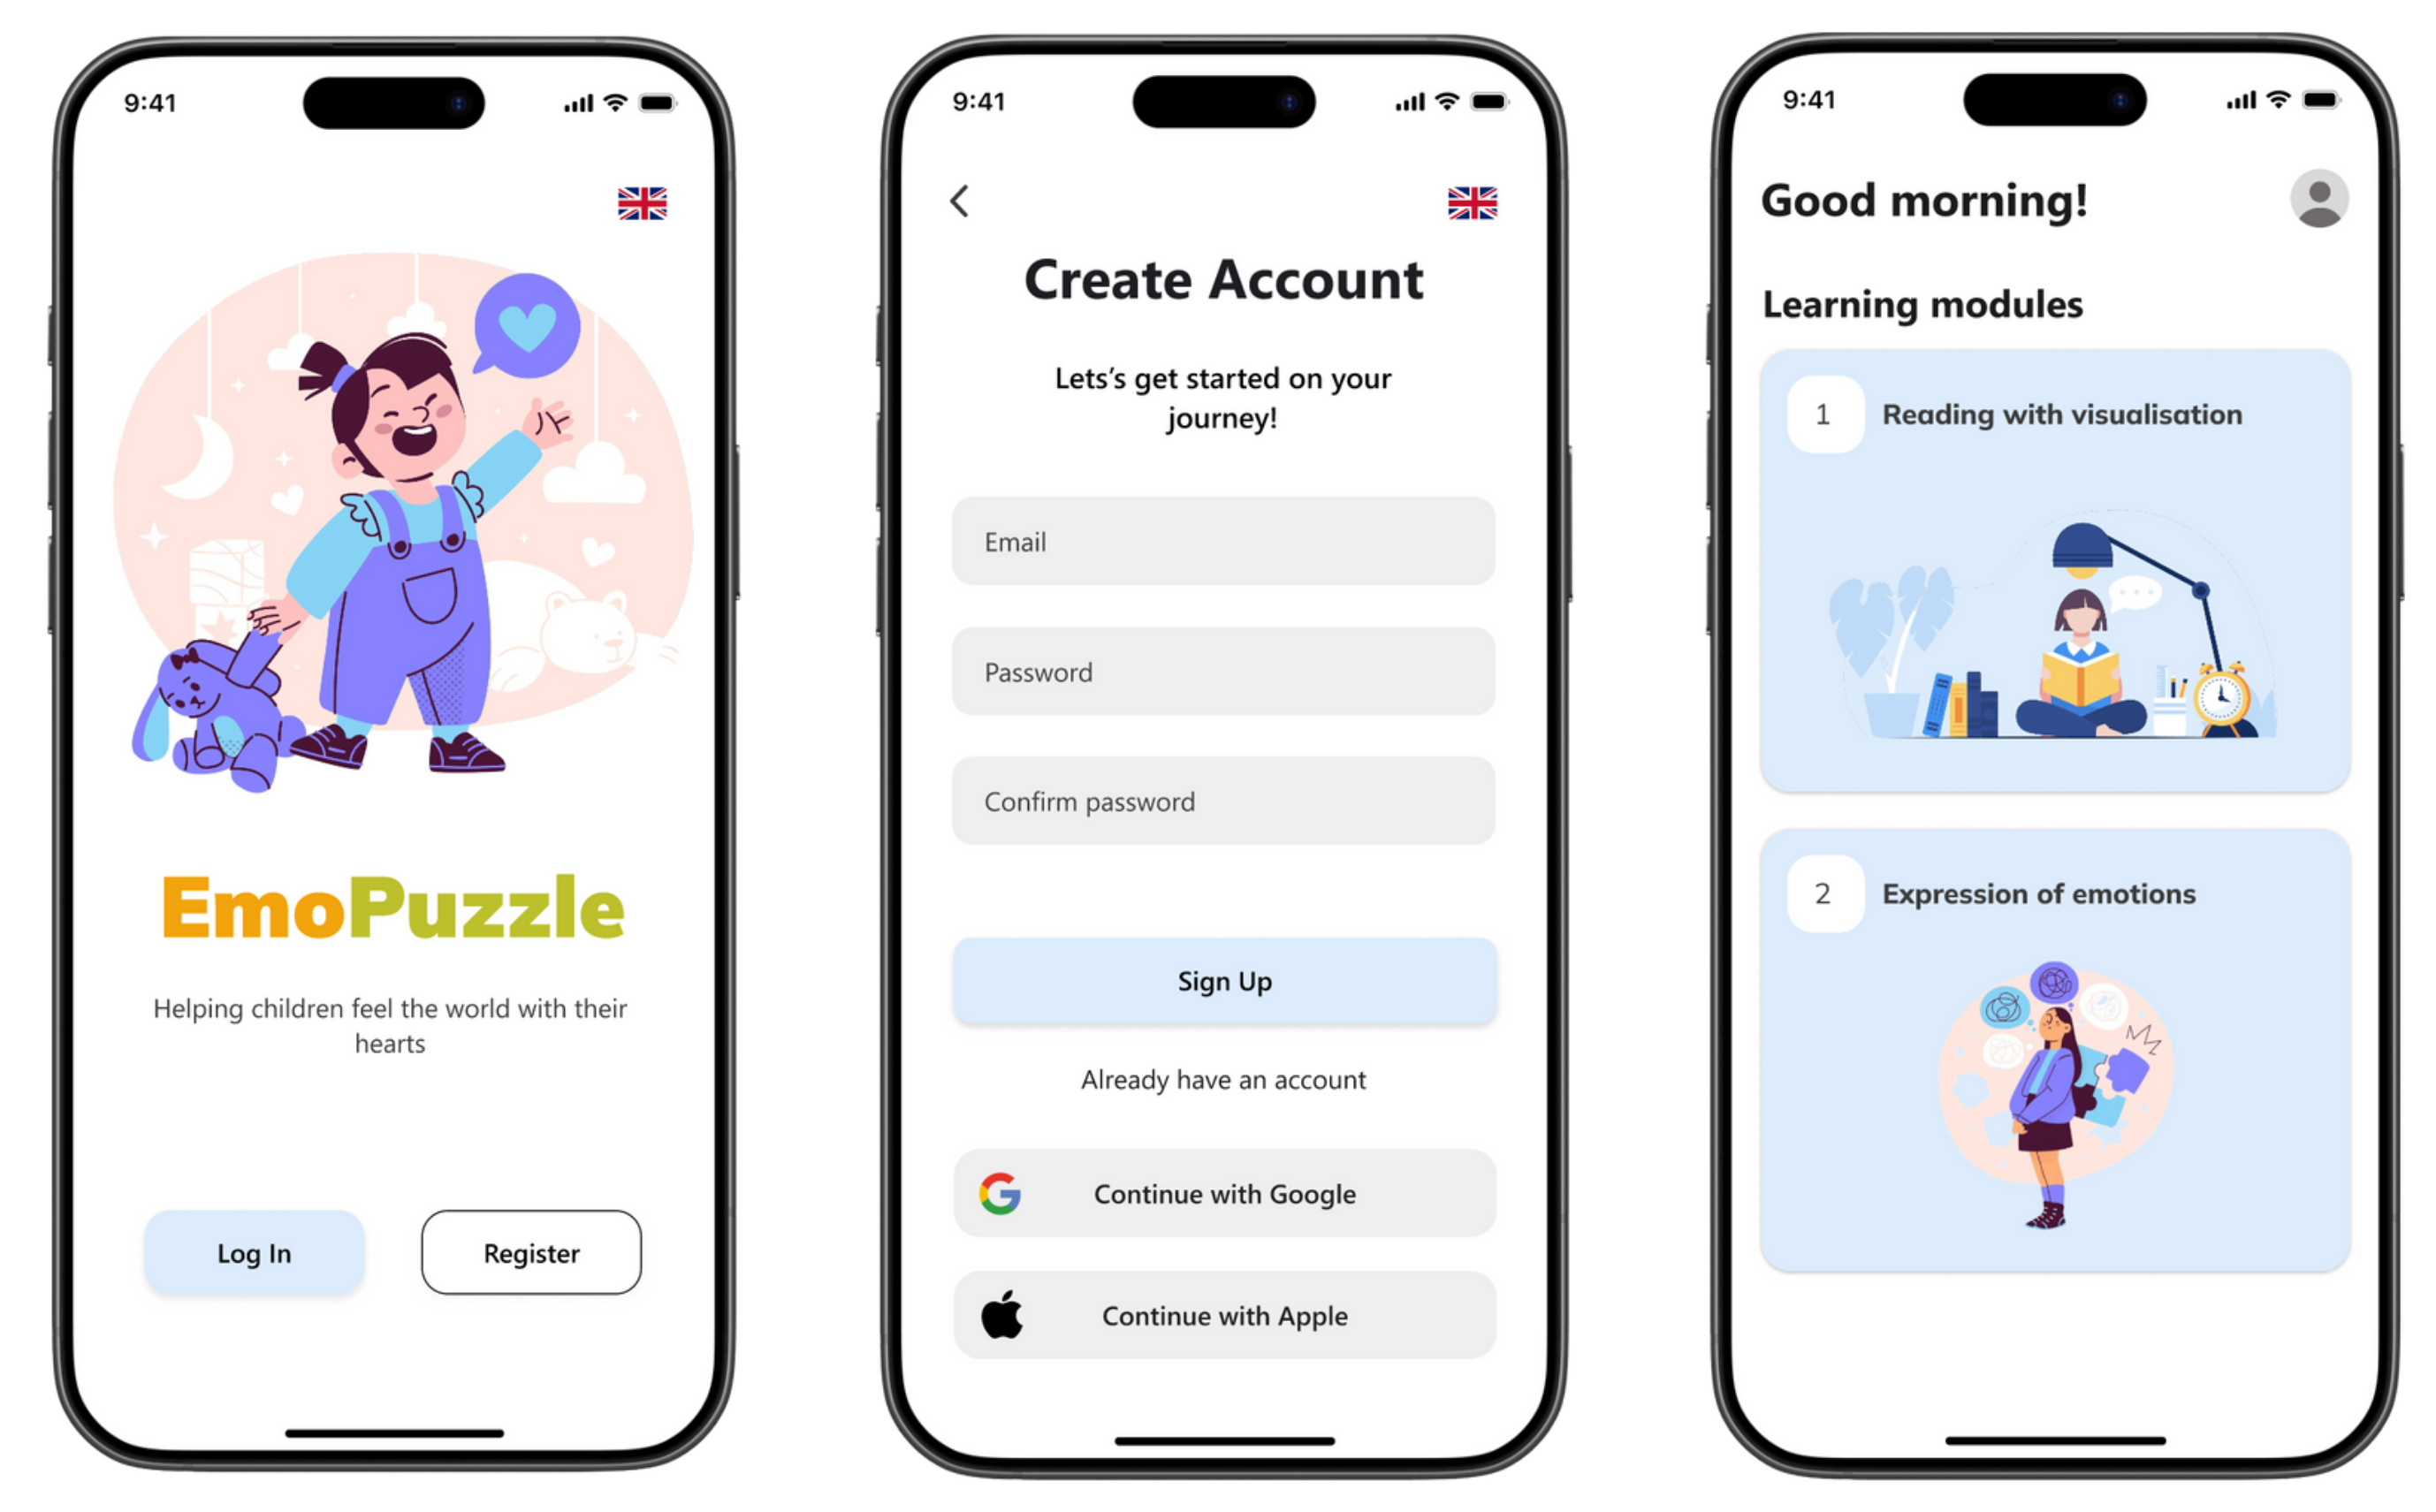 9:41
EmoPuzzle
Helping children feel the world with their
hearts
Log In
Register
9:41
Create Account
Lets's get started on your
journey!
Email
Password
Confirm password
Sign Up
Already have an account
Continue with Google
Continue with Apple
9:41
Good morning!
Learning modules
1
Reading with visualisation
2
Expression of emotions